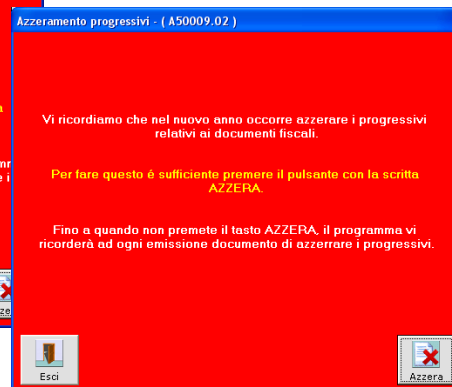 Azzeramento progressivi - ( A50009.02 )
Vi ricordiamo che nel nuovo anno occorre azzerare i progressivi
relativi ai documenti fiscali.
Per fare questo é sufficiente premere il pulsante con la scritta
AZZERA.
Fino a quando non premete il tasto AZZERA, il programma vi
ricorderà ad ogni emissione documento di azzerrare i progressivi.
Esci
Azzera